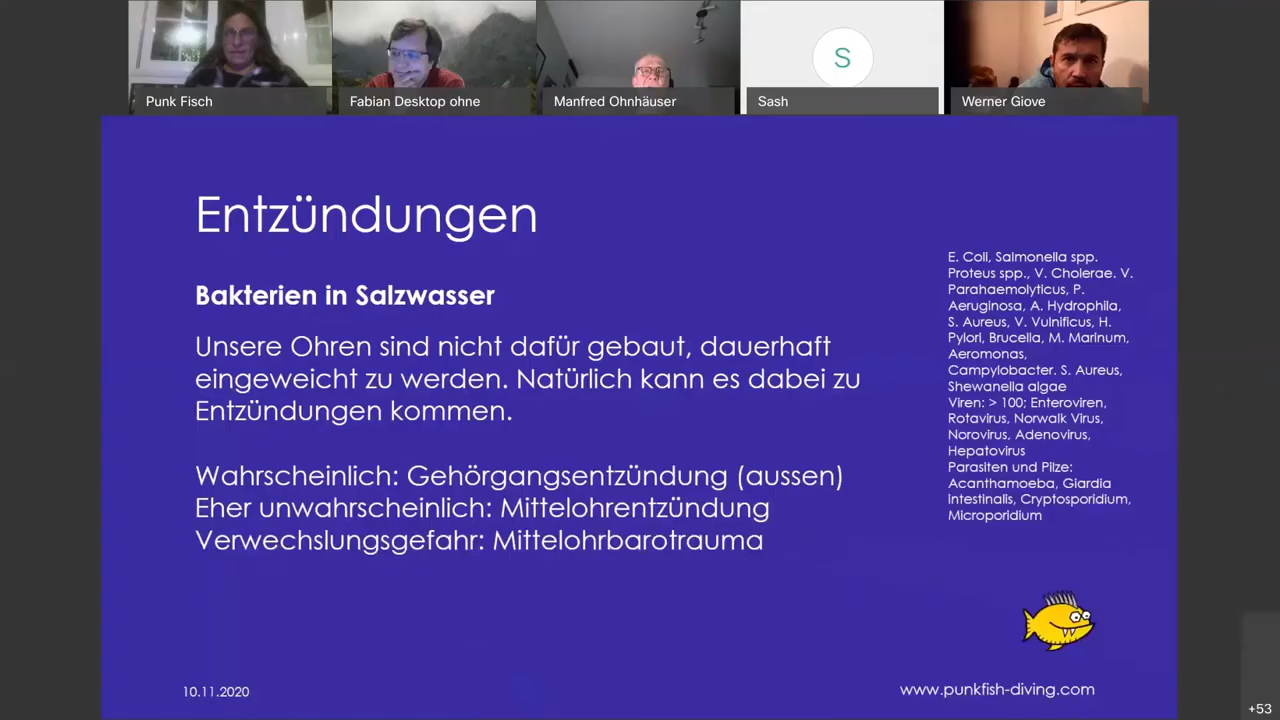 Punk Fisch
Fabian Desktop ohne
Manfred Ohnhäuser
S
Sash
Werner Giove
Entzündungen
Bakterien in Salzwasser
Unsere Ohren sind nicht dafür gebaut, dauerhaft
eingeweicht zu werden. Natürlich kann es dabei zu
Entzündungen kommen.
Wahrscheinlich: Gehörgangsentzündung (aussen)
Eher unwahrscheinlich: Mittelohrentzündung
Verwechslungsgefahr: Mittelohrbarotrauma
E. Coli, Salmonella spp.
Proteus spp., V. Cholerae. V.
Parahaemolyticus, P.
Aeruginosa, A. Hydrophila,
S. Aureus, V. Vulnificus, H.
Pylori, Brucella, M. Marinum,
Aeromonas,
Campylobacter. S. Aureus,
Shewanella algae
Viren: > 100; Enteroviren,
Rotavirus, Norwalk Virus,
Norovirus, Adenovirus,
Hepatovirus
Parasiten und Pilze:
Acanthamoeba, Giardia
intestinalis, Cryptosporidium,
Microporidium
10.11.2020
www.punkfish-diving.com
+53